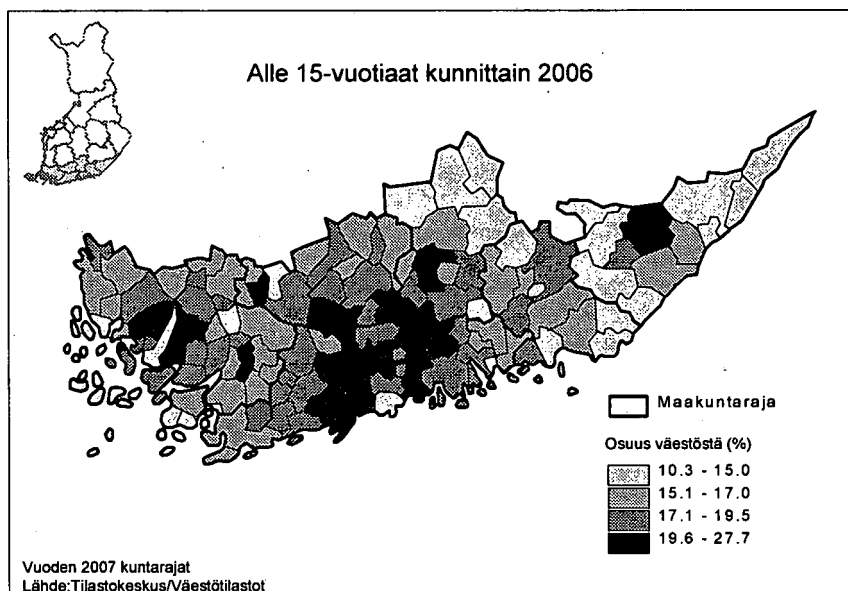 Alle 15-vuotiaat kunnittain 2006
Maakuntaraja
Osuus väestöstä (%)
10.3 - 15.0
15.1 - 17.0
17.1 - 19.5
19.6 - 27.7
Vuoden 2007 kuntarajat
Lähde:Tilastokeskus/Väestötilastot